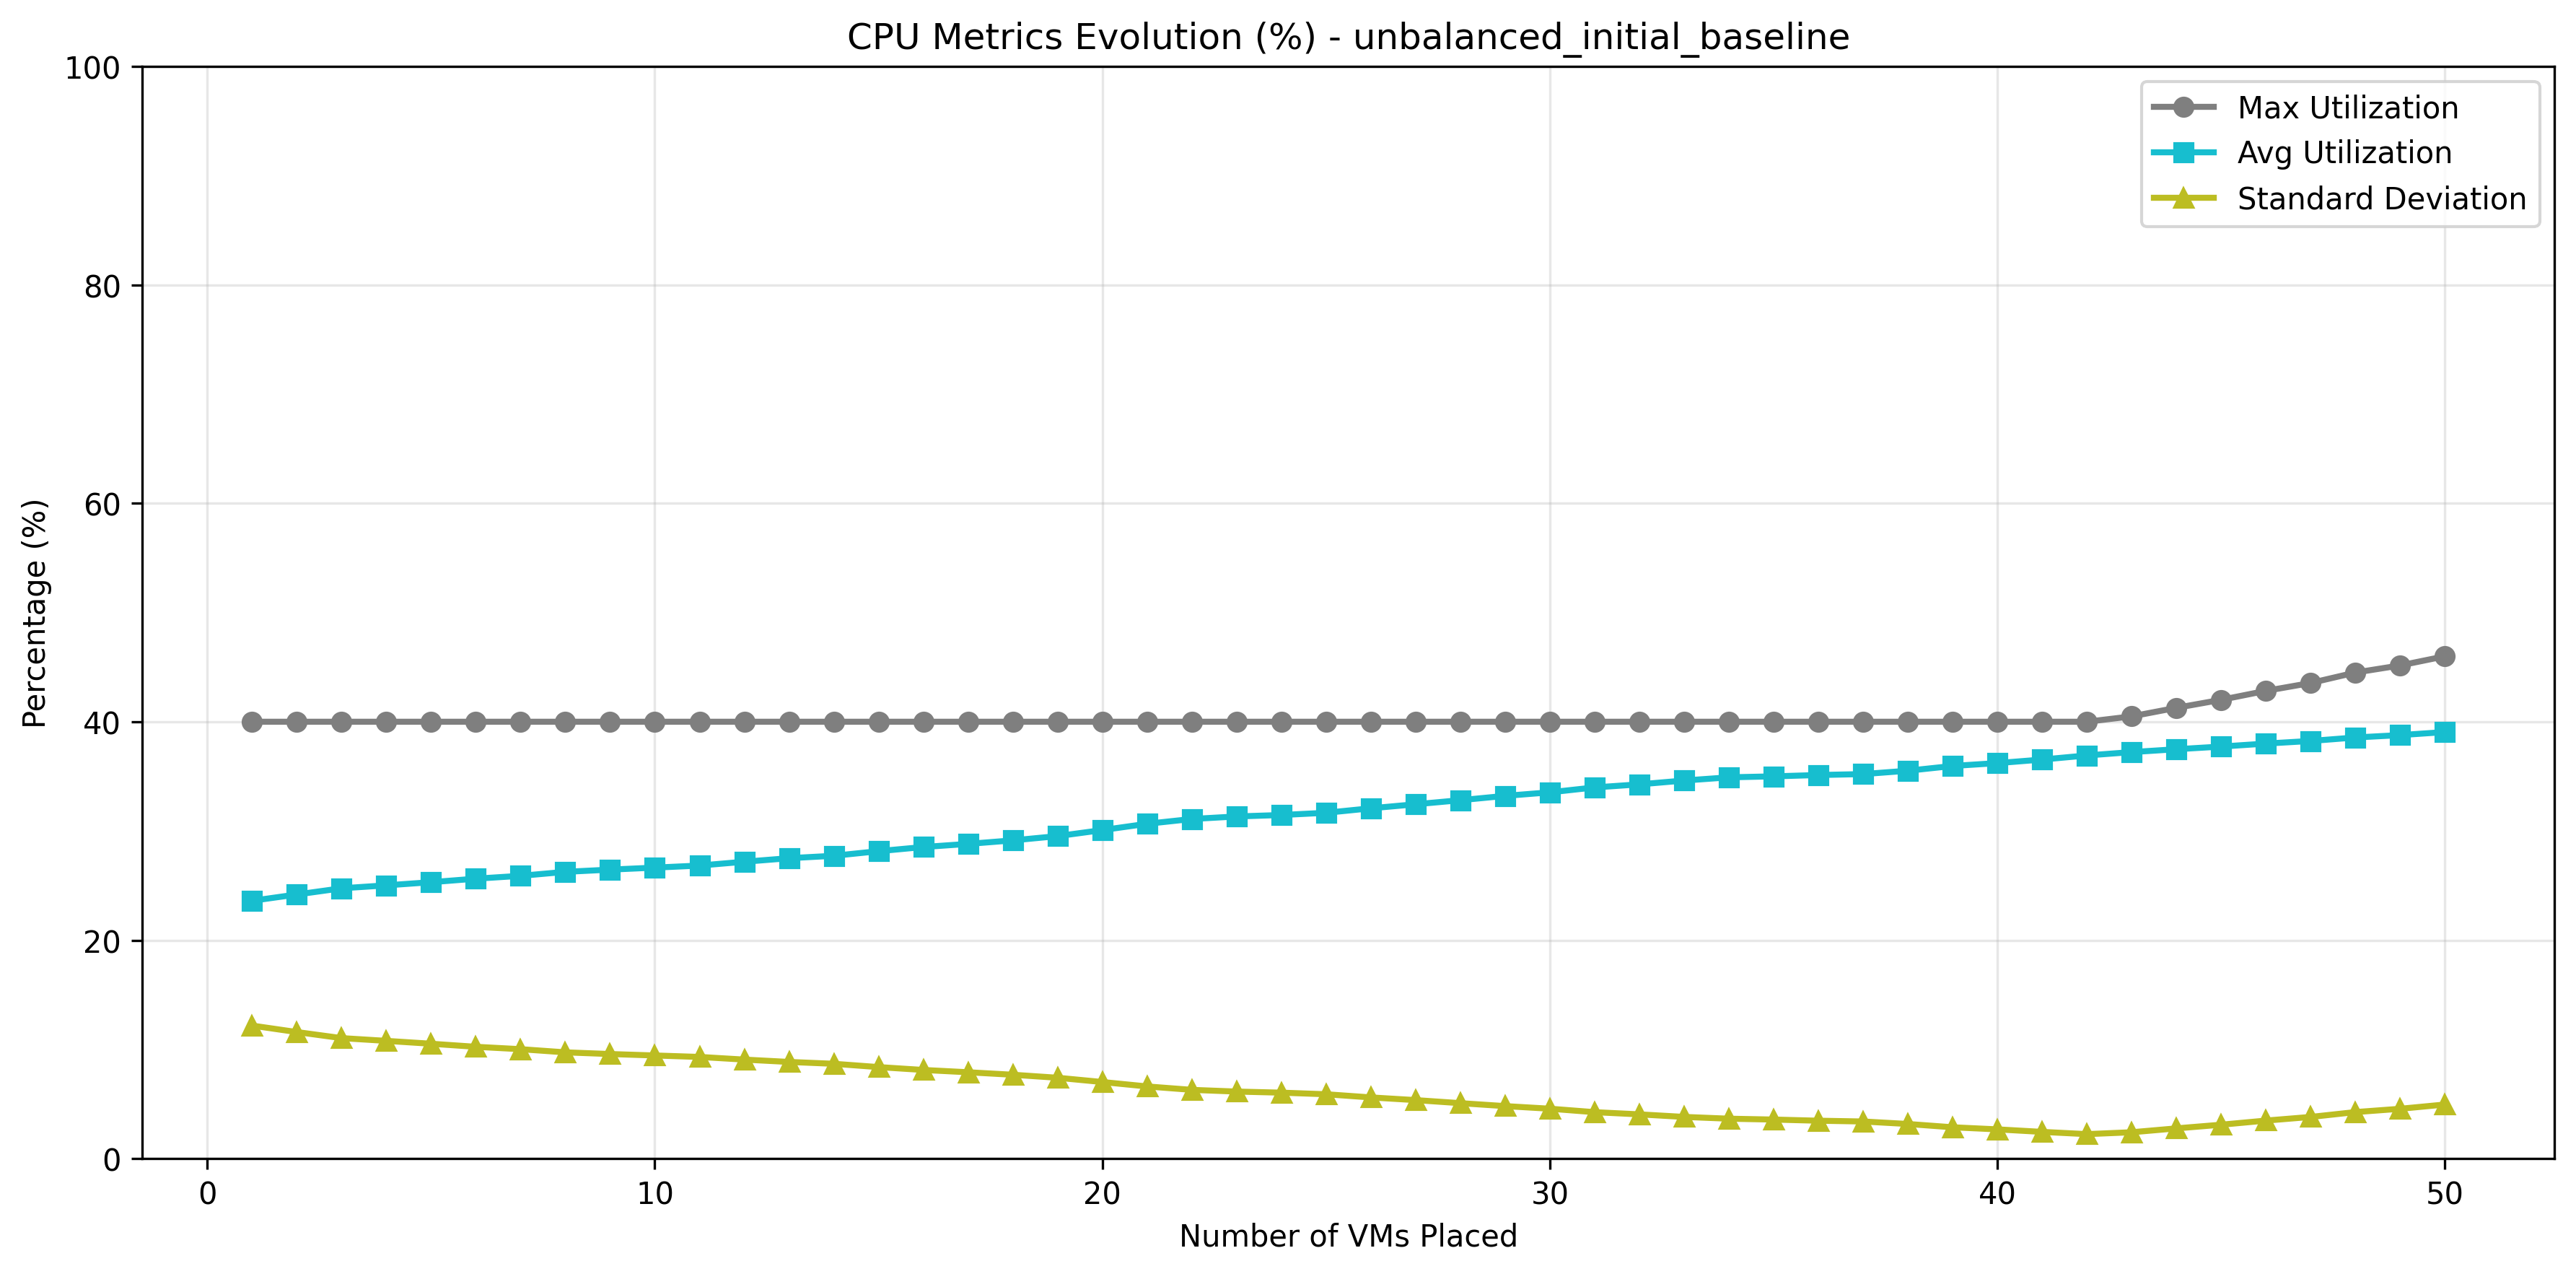 CPU Metrics Evolution (%) - unbalanced_initial_baseline
Max Utilization
Avg Utilization
Standard Deviation
Percentage (%)
100
80
60
40
20
0
0 10 20 30 40 50
Number of VMs Placed